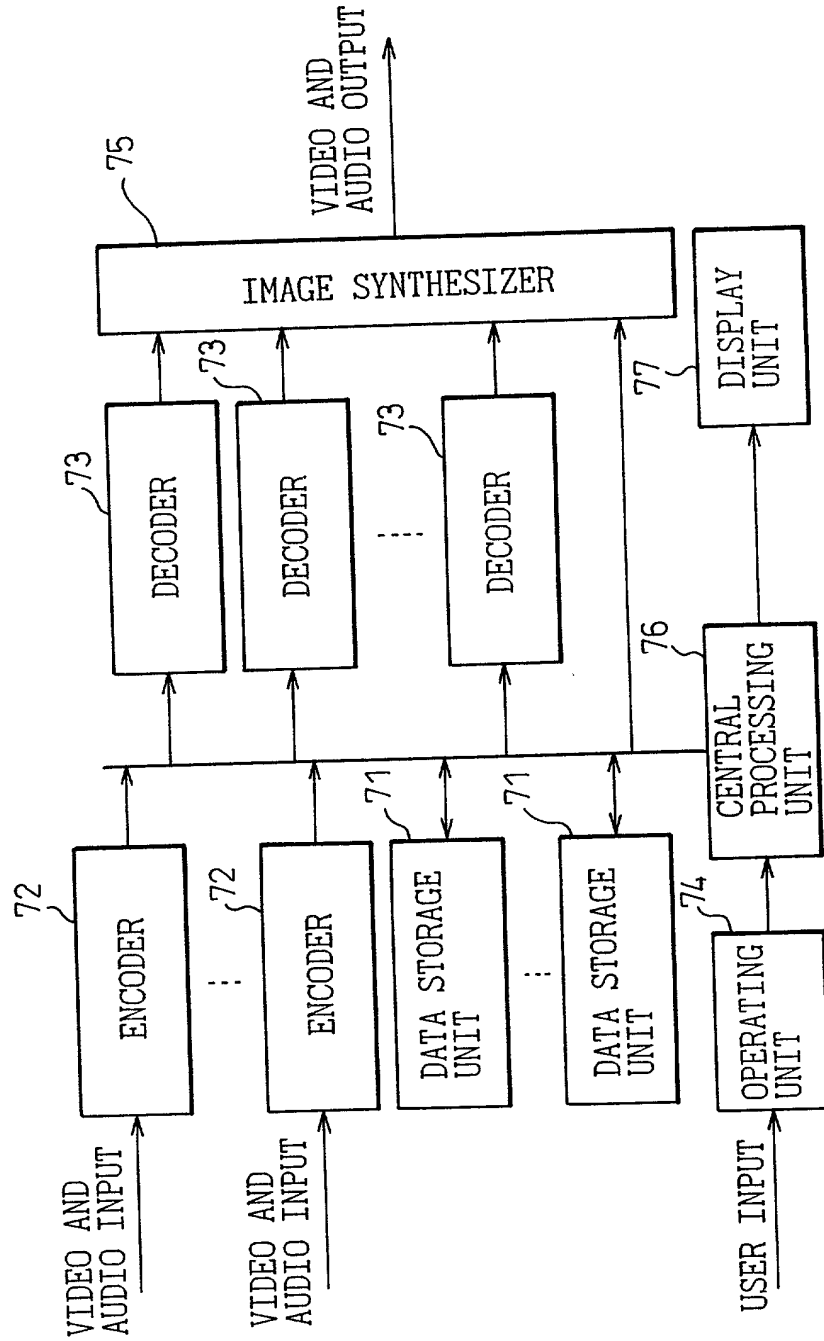 VIDEO AND
AUDIO INPUT
72
ENCODER
VIDEO AND
AUDIO INPUT
72
ENCODER
71
DATA STORAGE
UNIT
71
DATA STORAGE
UNIT
USER INPUT
74
OPERATING
UNIT
76
CENTRAL
PROCESSING
UNIT
77
DISPLAY
UNIT
73
DECODER
73
DECODER
73
DECODER
75
IMAGE SYNTHESIZER
VIDEO AND
AUDIO OUTPUT